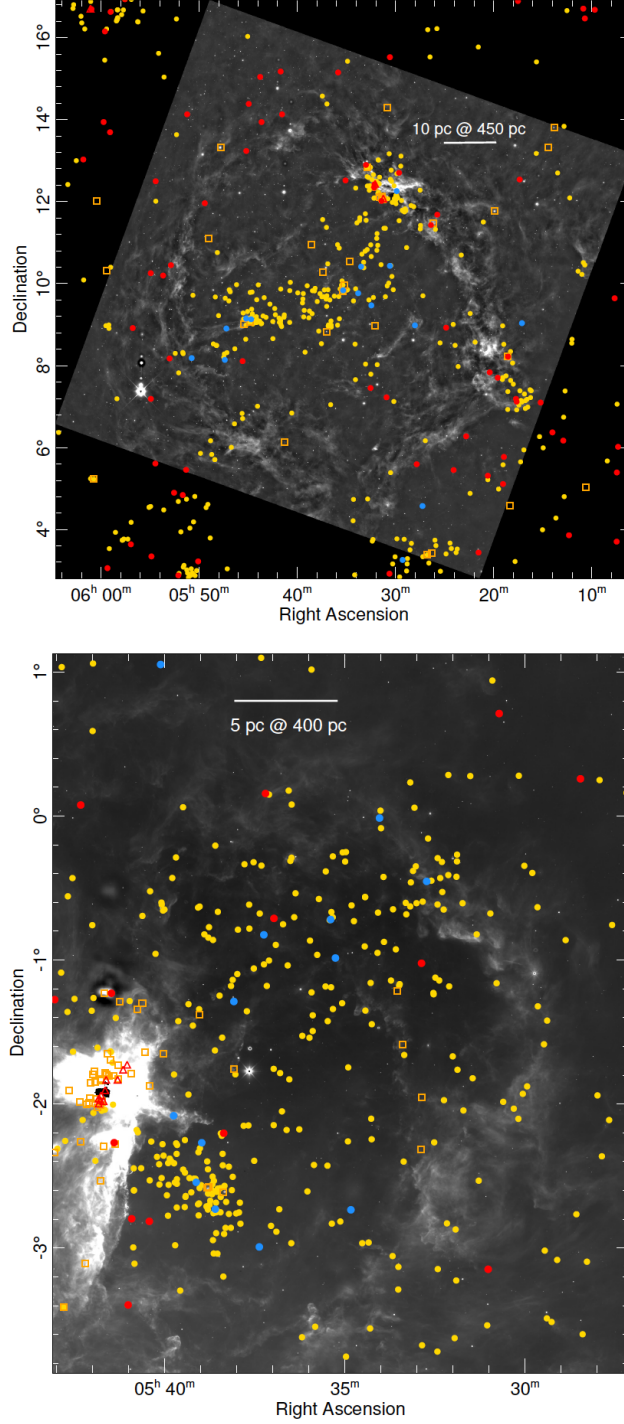 16°
14°
10 pc @ 450 pc
12°
Declination
10°
8°
6°
4°
06ʰ 00ᵐ 05ʰ 50ᵐ 40ᵐ 30ᵐ 20ᵐ 10ᵐ
Right Ascension
1°
5 pc @ 400 pc
0°
-1°
Declination
-2°
-3°
05ʰ 40ᵐ 35ᵐ 30ᵐ
Right Ascension